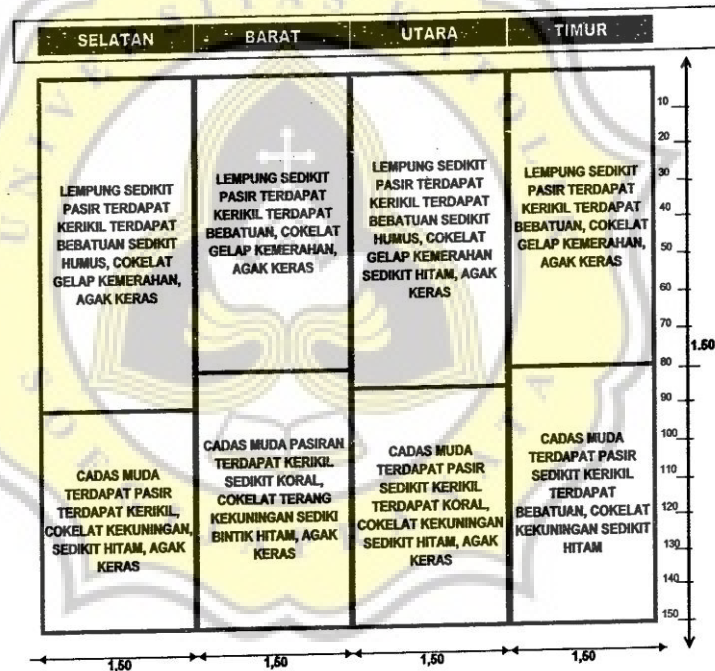 SELATAN BARAT UTARA TIMUR
LEMPUNG SEDIKIT
PASIR TERDAPAT
KERIKIL TERDAPAT
BEBATUAN SEDIKIT
HUMUS, COKELAT
GELAP KEMERAHAN,
AGAK KERAS
LEMPUNG SEDIKIT
PASIR TERDAPAT
KERIKIL TERDAPAT
BEBATUAN, COKELAT
GELAP KEMERAHAN,
AGAK KERAS
LEMPUNG SEDIKIT
PASIR TERDAPAT
KERIKIL TERDAPAT
BEBATUAN SEDIKIT
HUMUS, COKELAT
GELAP KEMERAHAN
SEDIKIT HITAM, AGAK
KERAS
LEMPUNG SEDIKIT
PASIR TERDAPAT
KERIKIL TERDAPAT
BEBATUAN, COKELAT
GELAP KEMERAHAN,
AGAK KERAS
CADAS MUDA
TERDAPAT PASIR
TERDAPAT KERIKIL,
COKELAT KEKUNINGAN,
SEDIKIT HITAM, AGAK
KERAS
CADAS MUDA PASIRAN
TERDAPAT KERIKIL
SEDIKIT KORAL,
COKELAT TERANG
KEKUNINGAN SEDIKI
BINTIK HITAM, AGAK
KERAS
CADAS MUDA
TERDAPAT PASIR
SEDIKIT KERIKIL
TERDAPAT KORAL,
COKELAT KEKUNINGAN
SEDIKIT HITAM, AGAK
KERAS
CADAS MUDA
TERDAPAT PASIR
SEDIKIT KERIKIL
TERDAPAT
BEBATUAN, COKELAT
KEKUNINGAN SEDIKIT
HITAM
10
20
30
40
50
60
70
80
90
100
110
120
130
140
150
1.50
1.50 1,50 1,50 1,50